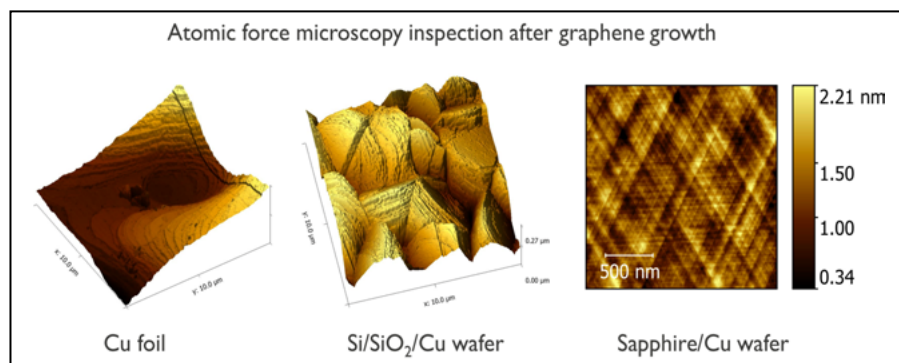 Atomic force microscopy inspection after graphene growth
x: 10.0 µm
y: 10.0 µm
y: 10.0 µm
x: 10.0 µm
0.27 µm
0.00 µm
500 nm
2.21 nm
1.50
1.00
0.34
Cu foil
Si/SiO₂/Cu wafer
Sapphire/Cu wafer